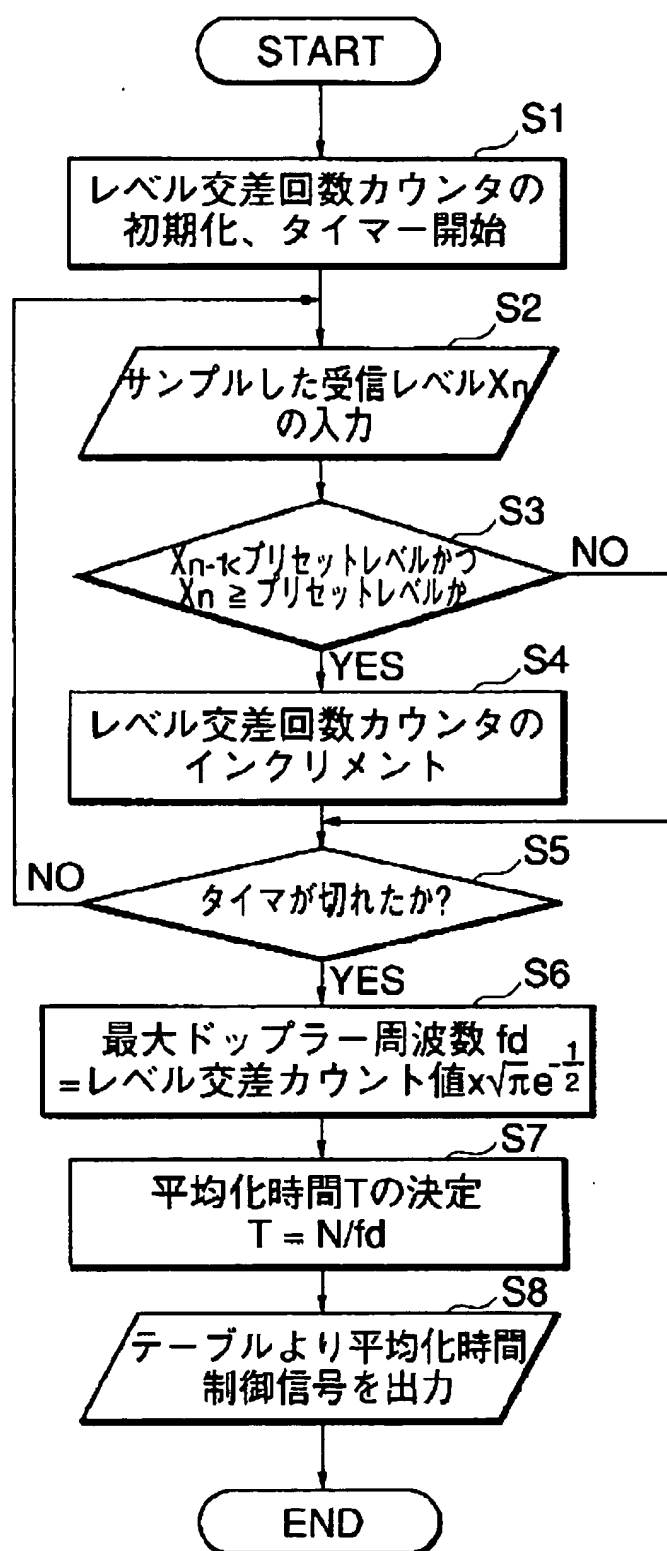 START
S1
レベル交差回数カウンタの
初期化、タイマー開始
S2
サンプルした受信レベルXn
の入力
S3
Xn-1<プリセットレベルかつ
Xn ≧ プリセットレベルか
NO
YES
S4
レベル交差回数カウンタの
インクリメント
S5
NO
タイマが切れたか?
YES
S6
最大ドップラー周波数 fd
=レベル交差カウント値x√πe^-1/2
S7
平均化時間Tの決定
T = N/fd
S8
テーブルより平均化時間
制御信号を出力
END